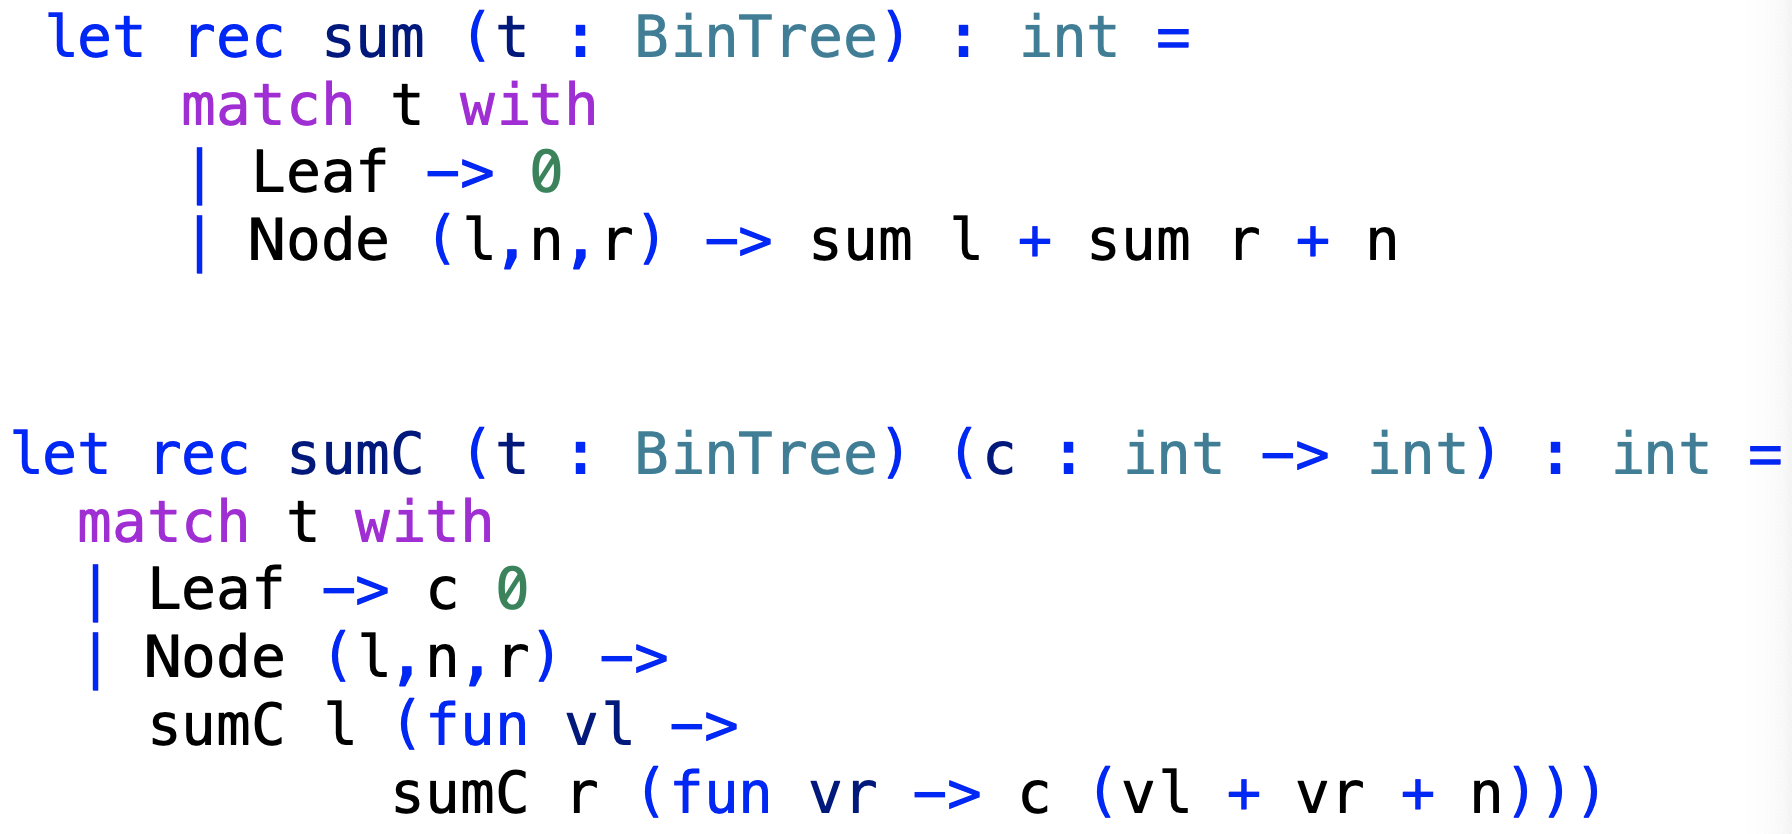 let rec sum (t : BinTree) : int =
match t with
| Leaf -> 0
| Node (l,n,r) -> sum l + sum r + n
let rec sumC (t : BinTree) (c : int -> int) : int =
match t with
| Leaf -> c 0
| Node (l,n,r) ->
sumC l (fun vl ->
sumC r (fun vr -> c (vl + vr + n)))